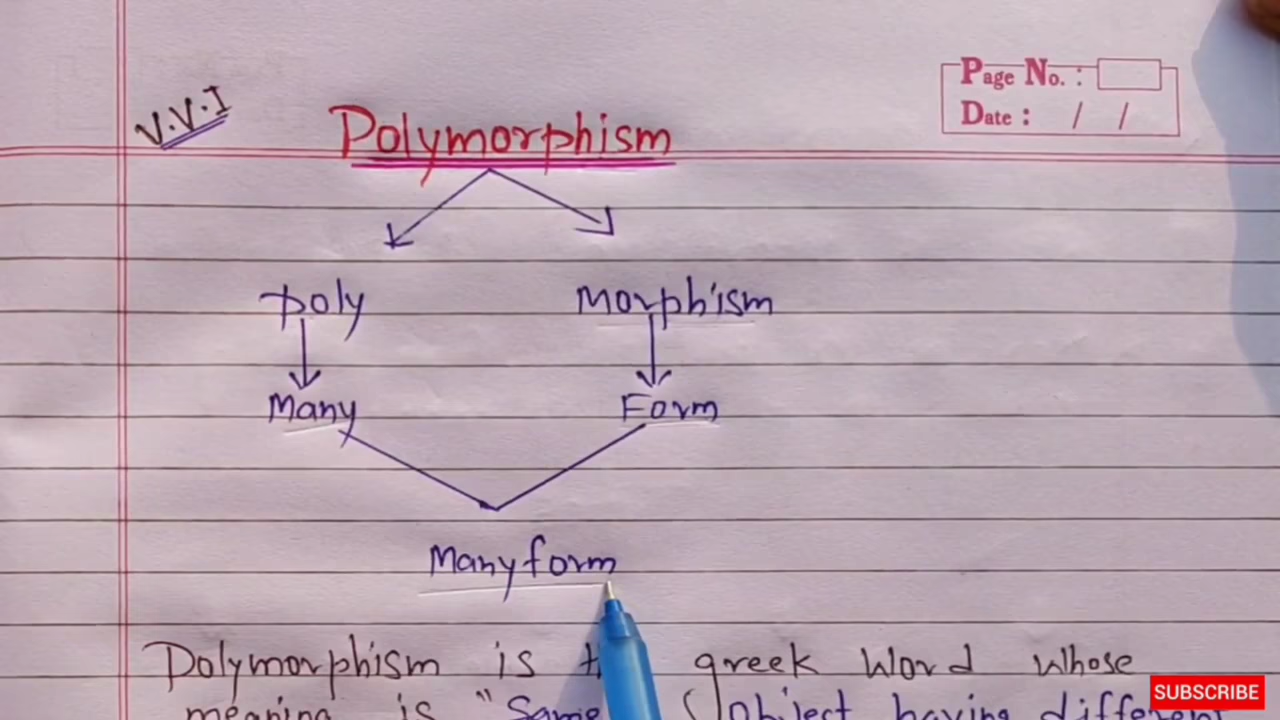 Page No. :
Date : / /
V.V.I
Polymorphism
Poly Morphism
Many Form
Manyform
Polymorphism is greek word whose
meaning is "Same Object having different
SUBSCRIBE